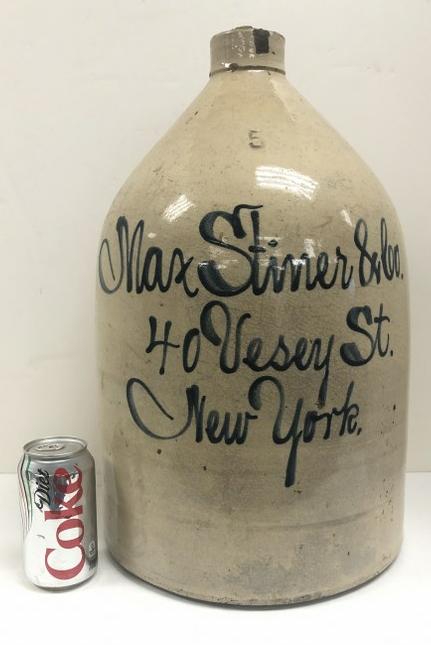 5
Max Stiner & Co.
40 Vesey St.
New York.
Diet
Coke